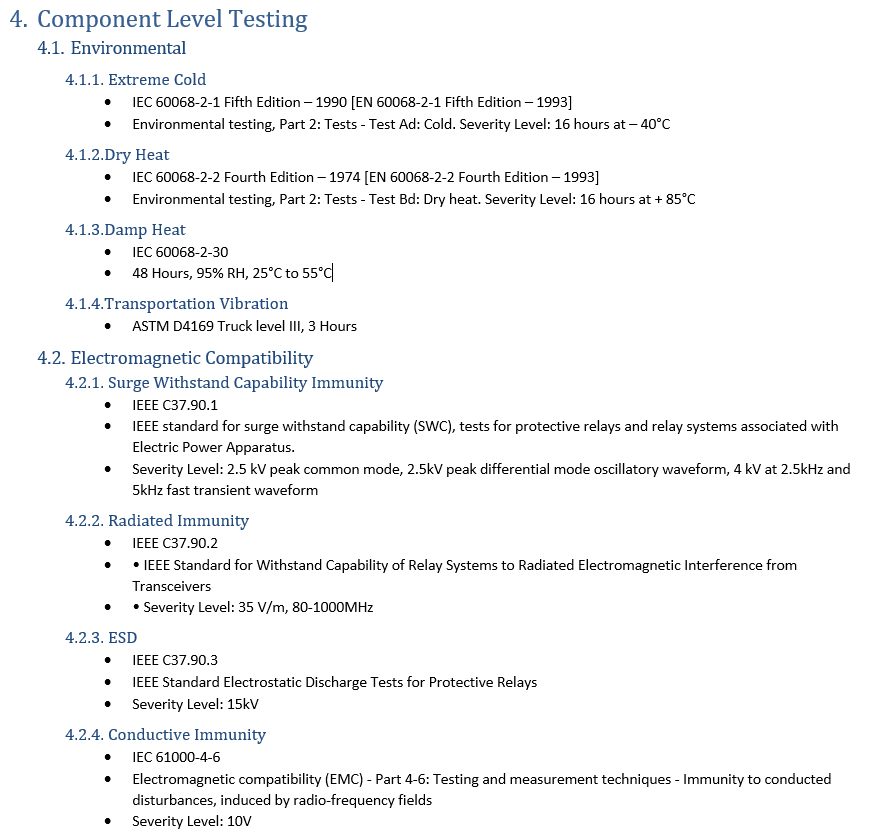 4. Component Level Testing
4.1. Environmental
4.1.1. Extreme Cold
• IEC 60068-2-1 Fifth Edition – 1990 [EN 60068-2-1 Fifth Edition – 1993]
• Environmental testing, Part 2: Tests - Test Ad: Cold. Severity Level: 16 hours at – 40°C
4.1.2.Dry Heat
• IEC 60068-2-2 Fourth Edition – 1974 [EN 60068-2-2 Fourth Edition – 1993]
• Environmental testing, Part 2: Tests - Test Bd: Dry heat. Severity Level: 16 hours at + 85°C
4.1.3.Damp Heat
• IEC 60068-2-30
• 48 Hours, 95% RH, 25°C to 55°C
4.1.4.Transportation Vibration
• ASTM D4169 Truck level III, 3 Hours
4.2. Electromagnetic Compatibility
4.2.1. Surge Withstand Capability Immunity
• IEEE C37.90.1
• IEEE standard for surge withstand capability (SWC), tests for protective relays and relay systems associated with
Electric Power Apparatus.
• Severity Level: 2.5 kV peak common mode, 2.5kV peak differential mode oscillatory waveform, 4 kV at 2.5kHz and
5kHz fast transient waveform
4.2.2. Radiated Immunity
• IEEE C37.90.2
• • IEEE Standard for Withstand Capability of Relay Systems to Radiated Electromagnetic Interference from
Transceivers
• • Severity Level: 35 V/m, 80-1000MHz
4.2.3. ESD
• IEEE C37.90.3
• IEEE Standard Electrostatic Discharge Tests for Protective Relays
• Severity Level: 15kV
4.2.4. Conductive Immunity
• IEC 61000-4-6
• Electromagnetic compatibility (EMC) - Part 4-6: Testing and measurement techniques - Immunity to conducted
disturbances, induced by radio-frequency fields
• Severity Level: 10V